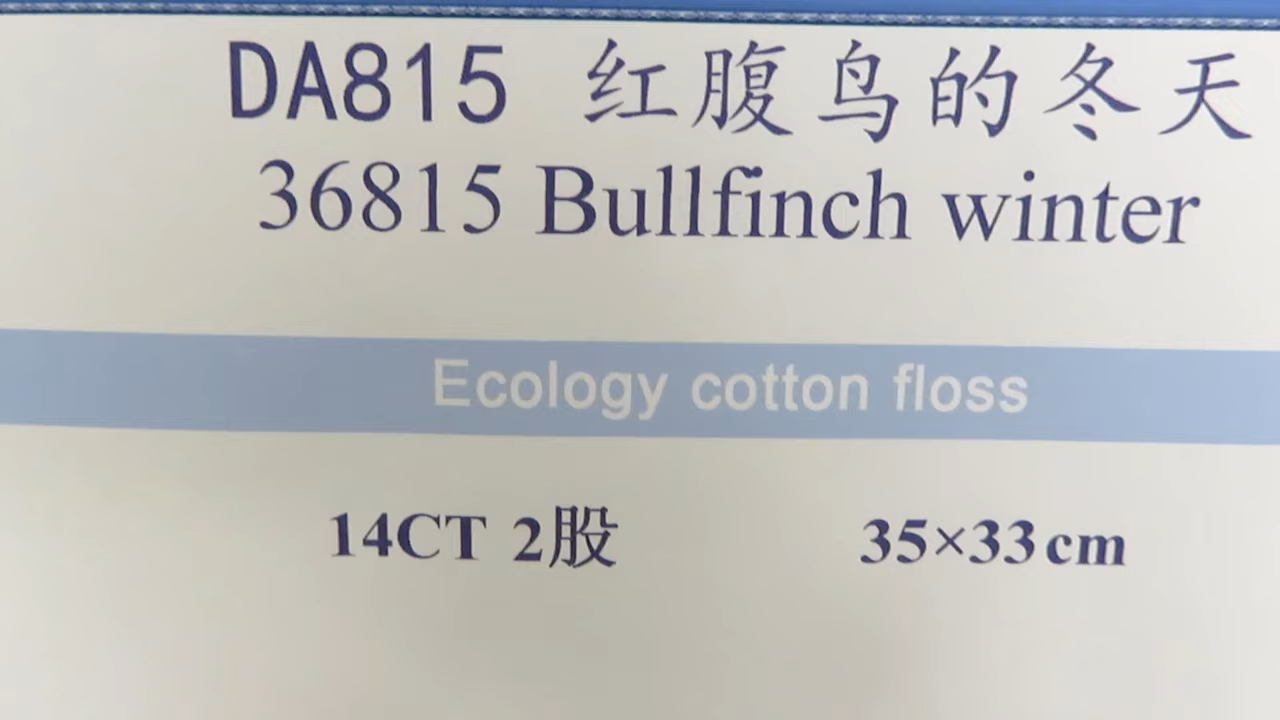 DA815 红腹鸟的冬天
36815 Bullfinch winter
Ecology cotton floss
14CT 2股 35×33cm